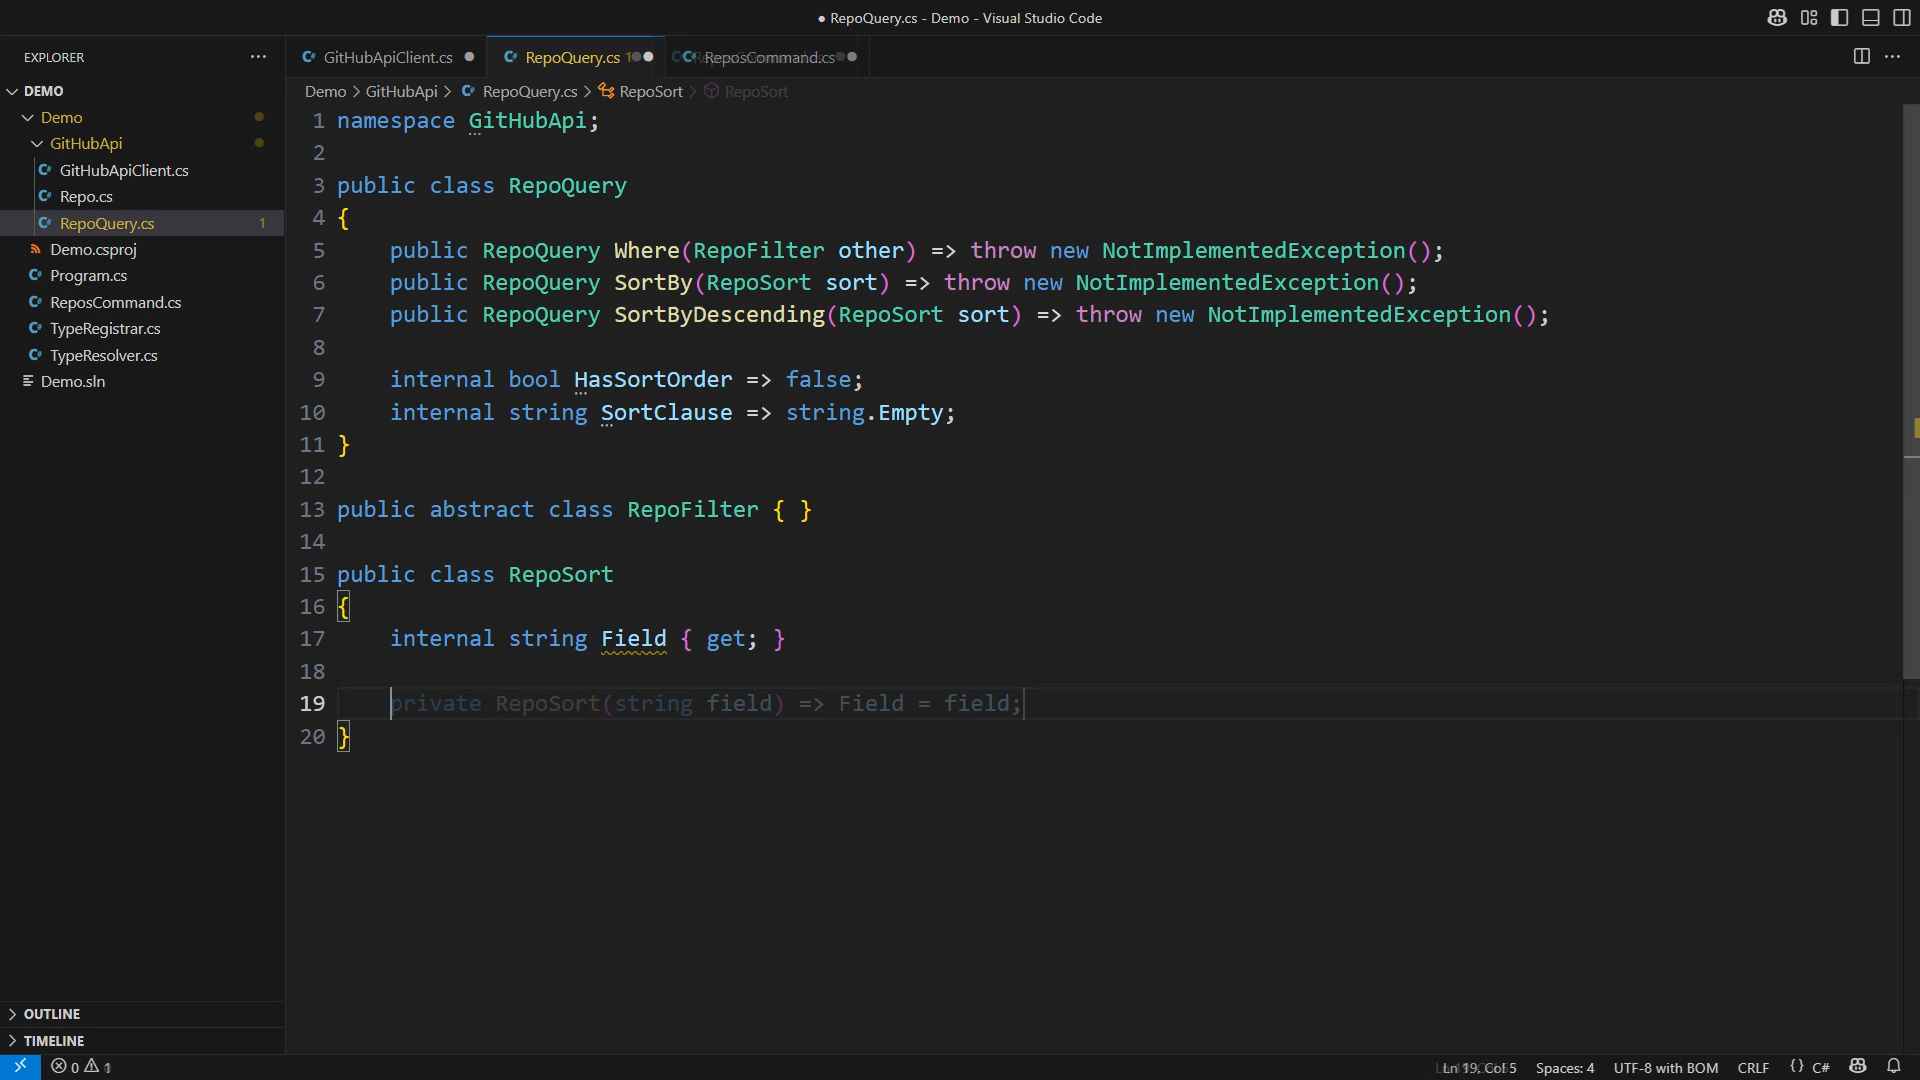 ● RepoQuery.cs - Demo - Visual Studio Code
EXPLORER
DEMO
Demo
GitHubApi
GitHubApiClient.cs
Repo.cs
RepoQuery.cs 1
Demo.csproj
Program.cs
ReposCommand.cs
TypeRegistrar.cs
TypeResolver.cs
Demo.sln
OUTLINE
TIMELINE
GitHubApiClient.cs
RepoQuery.cs 1
ReposCommand.cs
Demo > GitHubApi > RepoQuery.cs > RepoSort > RepoSort
1 namespace GitHubApi;
2
3 public class RepoQuery
4 {
5     public RepoQuery Where(RepoFilter other) => throw new NotImplementedException();
6     public RepoQuery SortBy(RepoSort sort) => throw new NotImplementedException();
7     public RepoQuery SortByDescending(RepoSort sort) => throw new NotImplementedException();
8
9     internal bool HasSortOrder => false;
10     internal string SortClause => string.Empty;
11 }
12
13 public abstract class RepoFilter { }
14
15 public class RepoSort
16 {
17     internal string Field { get; }
18
19     private RepoSort(string field) => Field = field;
20 }
0 1
Ln 19, Col 5 Spaces: 4 UTF-8 with BOM CRLF {} C#